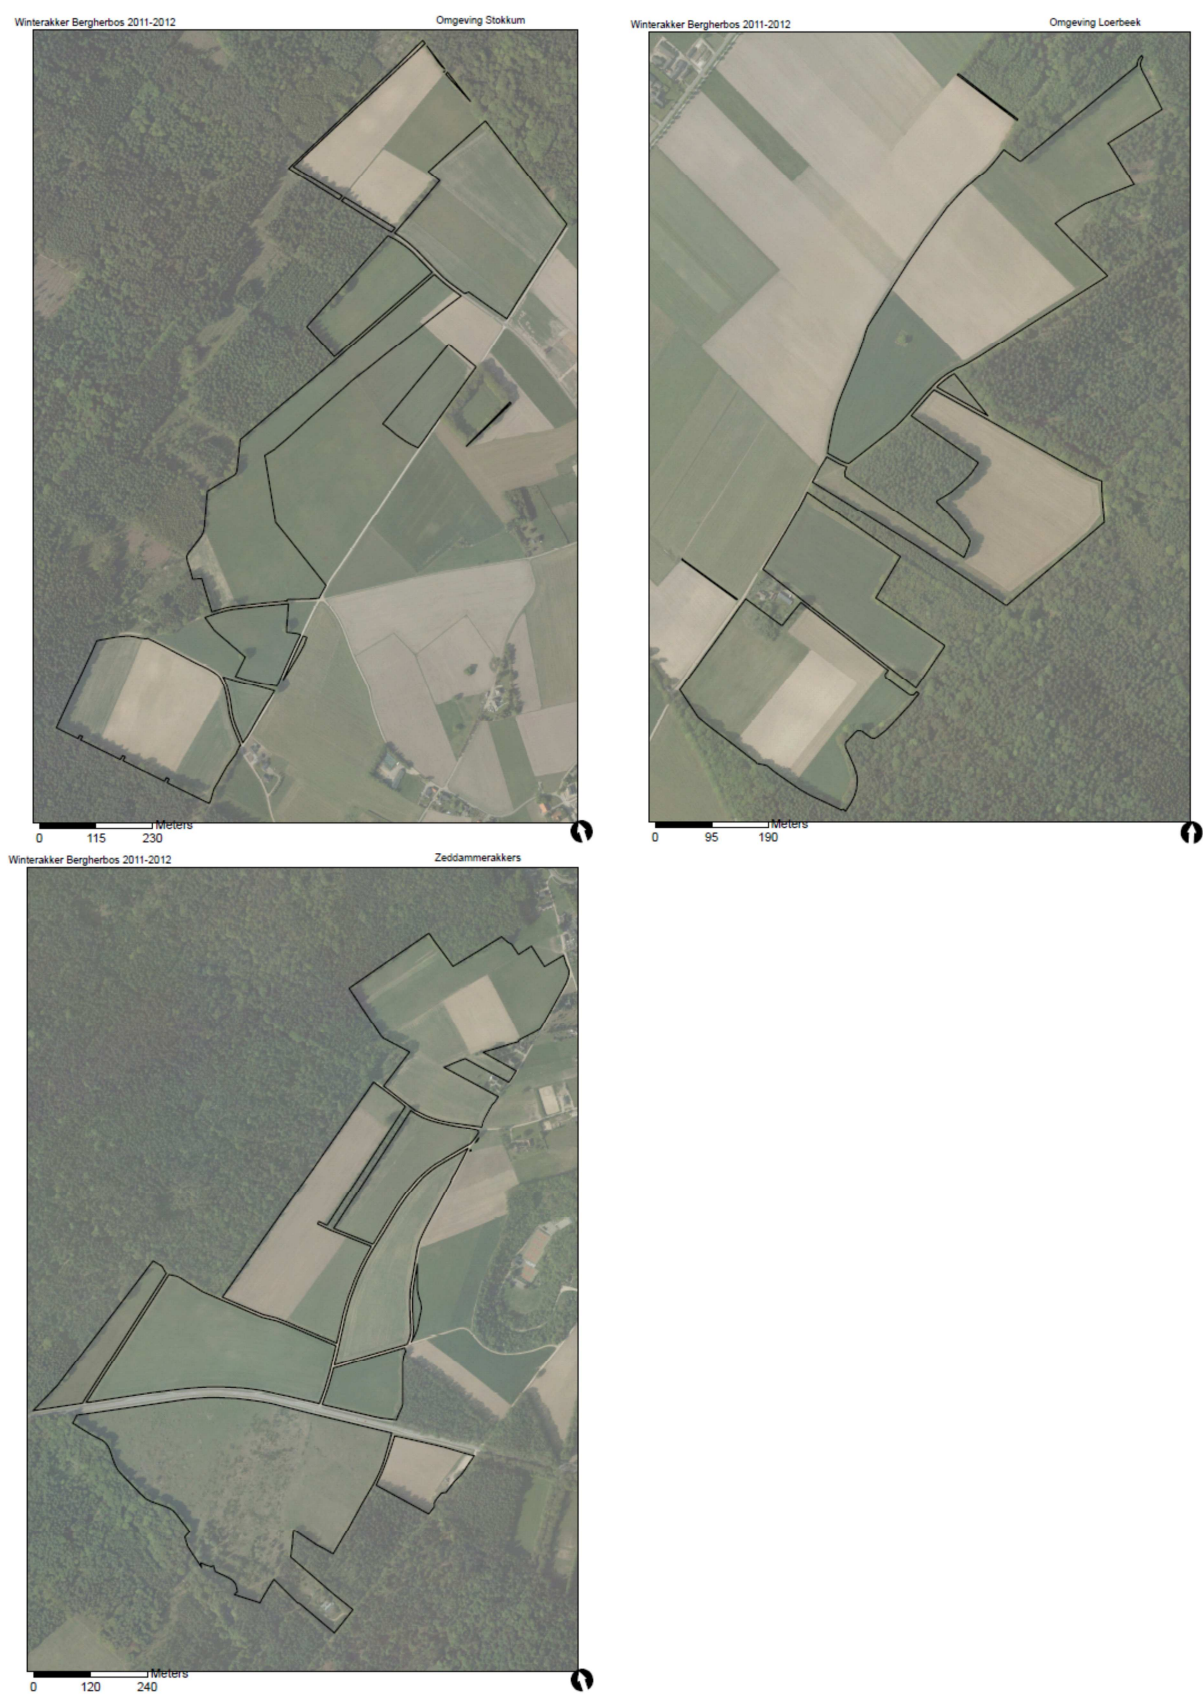 Winterakker Bergherbos 2011-2012 Omgeving Stokkum
0 115 230 Meters
Winterakker Bergherbos 2011-2012 Omgeving Loerbeek
0 95 190 Meters
Winterakker Bergherbos 2011-2012 Zeddammerakkers
0 120 240 Meters